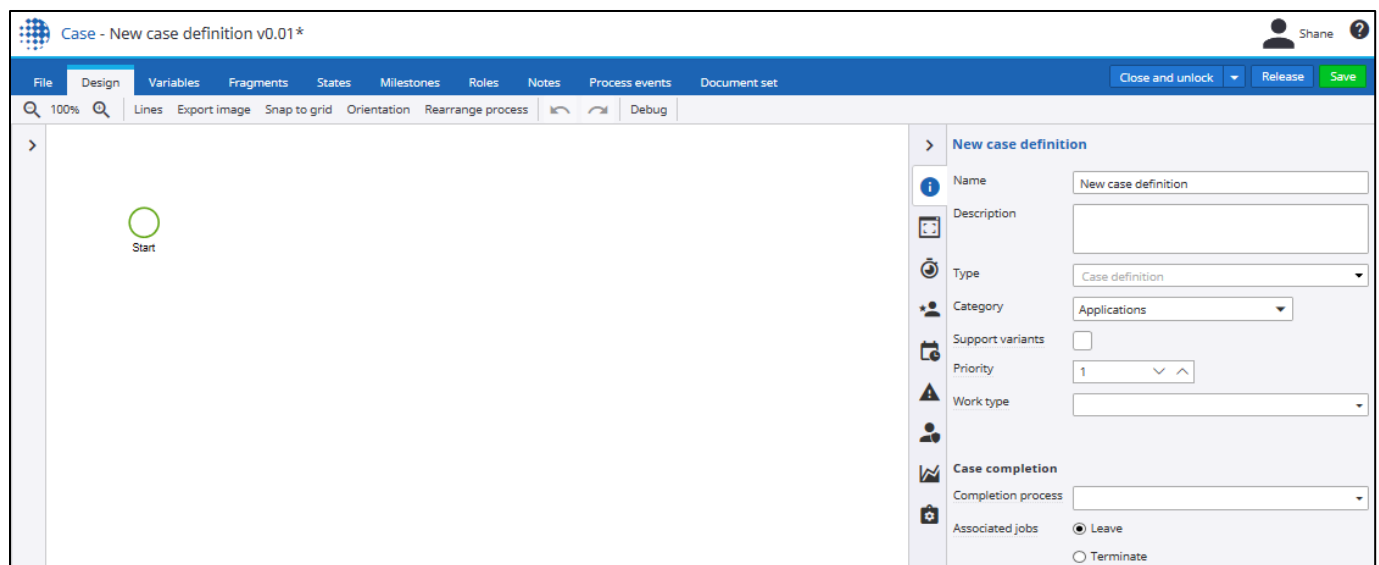 Case - New case definition v0.01*
Shane
File Design Variables Fragments States Milestones Roles Notes Process events Document set Close and unlock Release Save
100% Lines Export image Snap to grid Orientation Rearrange process Debug
New case definition
Name New case definition
Description
Start
Type Case definition
Category Applications
Support variants
Priority 1
Work type
Case completion
Completion process
Associated jobs Leave
Terminate